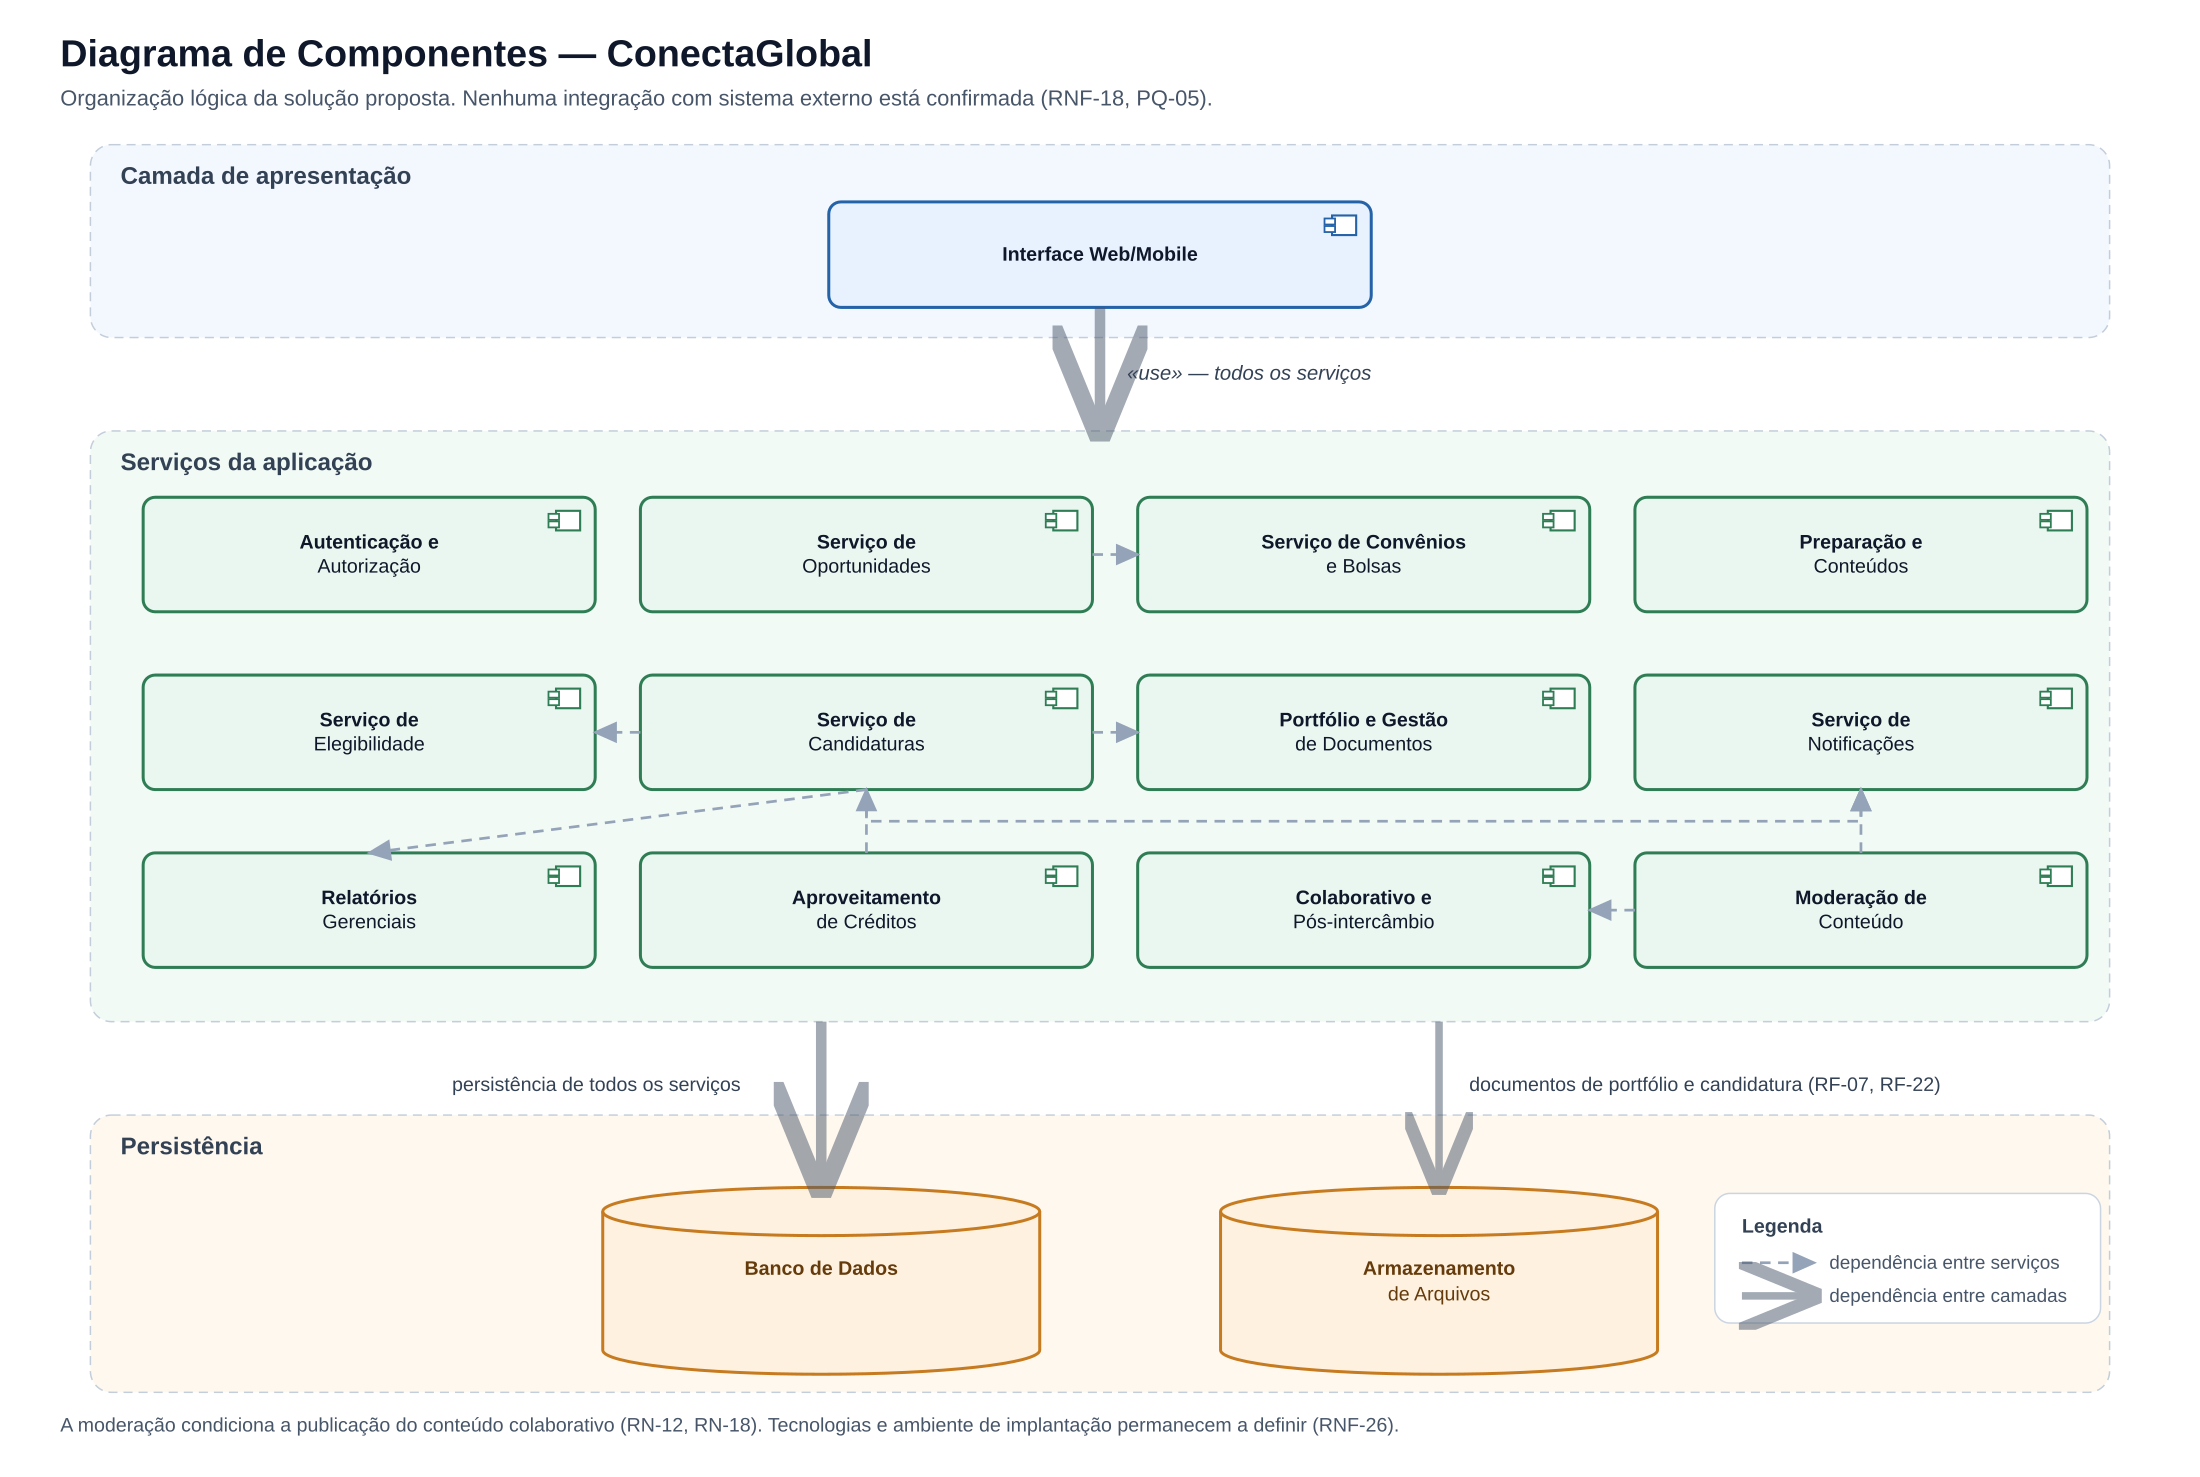 Diagrama de Componentes — ConectaGlobal
Organização lógica da solução proposta. Nenhuma integração com sistema externo está confirmada (RNF-18, PQ-05).
Camada de apresentação
Interface Web/Mobile
«use» — todos os serviços
Serviços da aplicação
Autenticação e
Autorização
Serviço de
Oportunidades
Serviço de Convênios
e Bolsas
Preparação e
Conteúdos
Serviço de
Elegibilidade
Serviço de
Candidaturas
Portfólio e Gestão
de Documentos
Serviço de
Notificações
Relatórios
Gerenciais
Aproveitamento
de Créditos
Colaborativo e
Pós-intercâmbio
Moderação de
Conteúdo
persistência de todos os serviços
documentos de portfólio e candidatura (RF-07, RF-22)
Persistência
Banco de Dados
Armazenamento
de Arquivos
Legenda
dependência entre serviços
dependência entre camadas
A moderação condiciona a publicação do conteúdo colaborativo (RN-12, RN-18). Tecnologias e ambiente de implantação permanecem a definir (RNF-26).